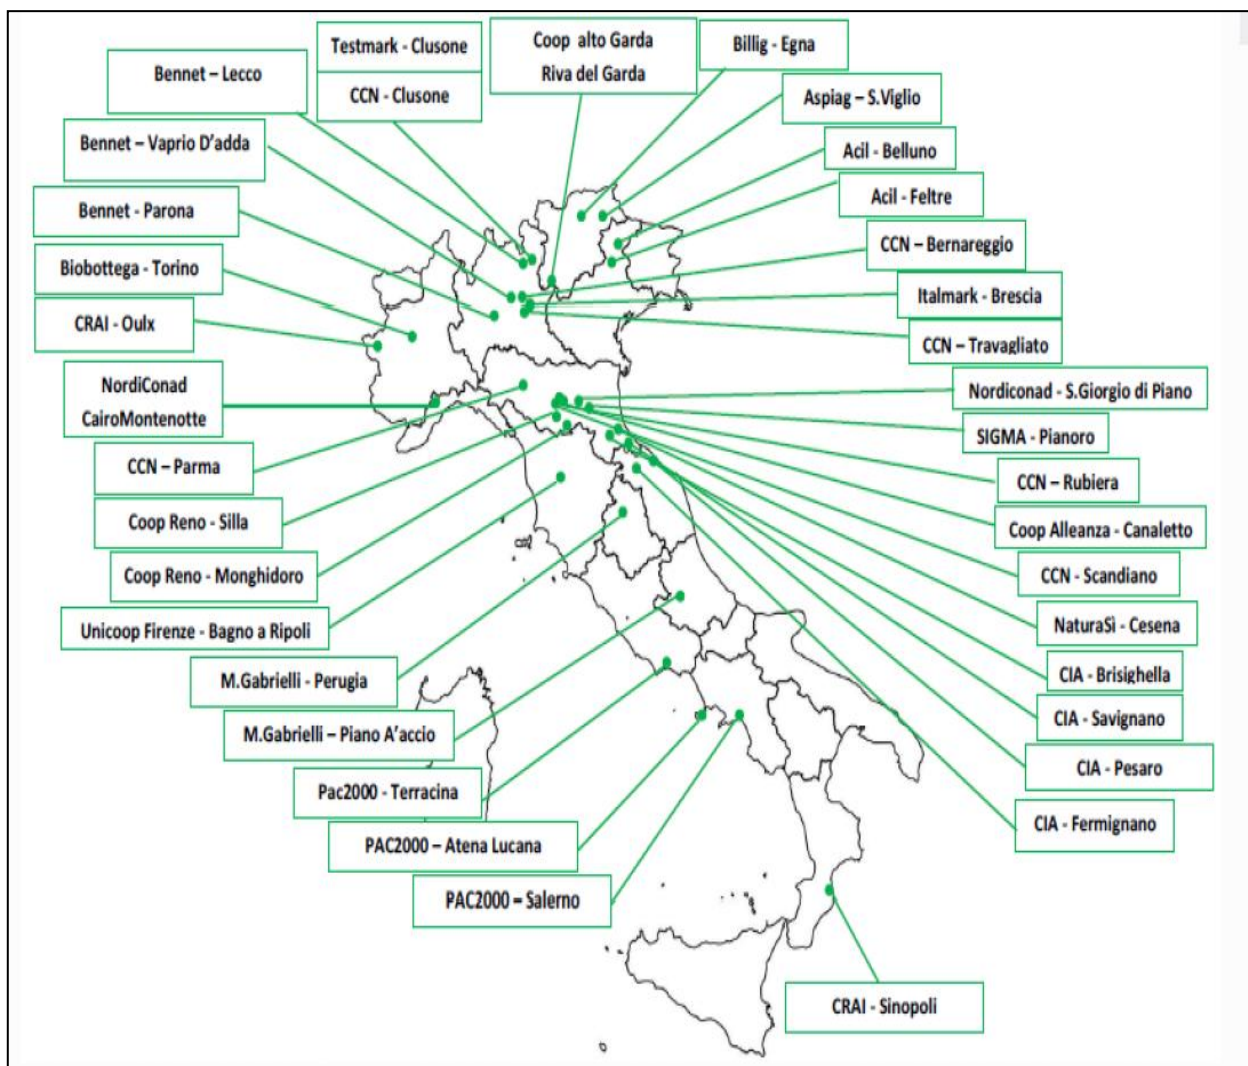 Testmark - Clusone
CCN - Clusone
Coop alto Garda
Riva del Garda
Billig - Egna
Bennet – Lecco
Aspiag – S.Viglio
Bennet – Vaprio D'adda
Acil - Belluno
Bennet - Parona
Acil - Feltre
Biobottega - Torino
CCN – Bernareggio
CRAI - Oulx
Italmark - Brescia
CCN – Travagliato
NordiConad
CairoMontenotte
Nordiconad - S.Giorgio di Piano
SIGMA - Pianoro
CCN – Parma
CCN – Rubiera
Coop Reno - Silla
Coop Alleanza - Canaletto
Coop Reno - Monghidoro
CCN - Scandiano
Unicoop Firenze - Bagno a Ripoli
NaturaSì - Cesena
M.Gabrielli - Perugia
CIA - Brisighella
M.Gabrielli – Piano A'accio
CIA - Savignano
Pac2000 - Terracina
CIA - Pesaro
PAC2000 – Atena Lucana
CIA - Fermignano
PAC2000 – Salerno
CRAI - Sinopoli